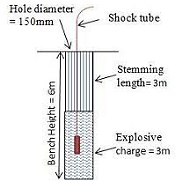 Hole diameter
= 150mm
Shock tube
Bench Height = 6m
Stemming
length= 3m
Explosive
charge = 3m